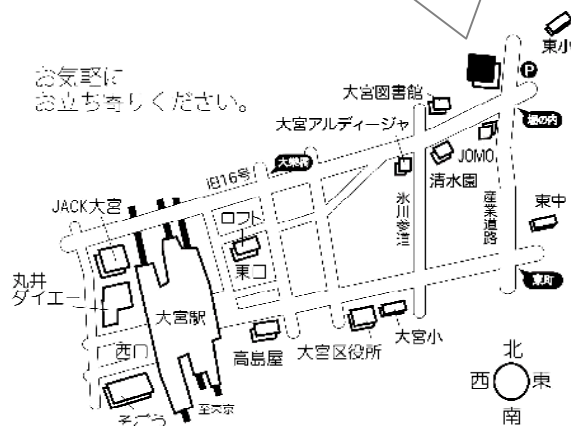 お気軽に
お立ち寄りください。
東小
P
大宮図書館
堀の内
大宮アルディージャ
JOMO
清水園
大栄橋
旧16号
JACK大宮
ロフト
東口
氷川参道
産業道路
東中
丸井
ダイエー
大宮駅
東町
西口
高島屋
大宮区役所
大宮小
そごう
至東京
北
西
東
南